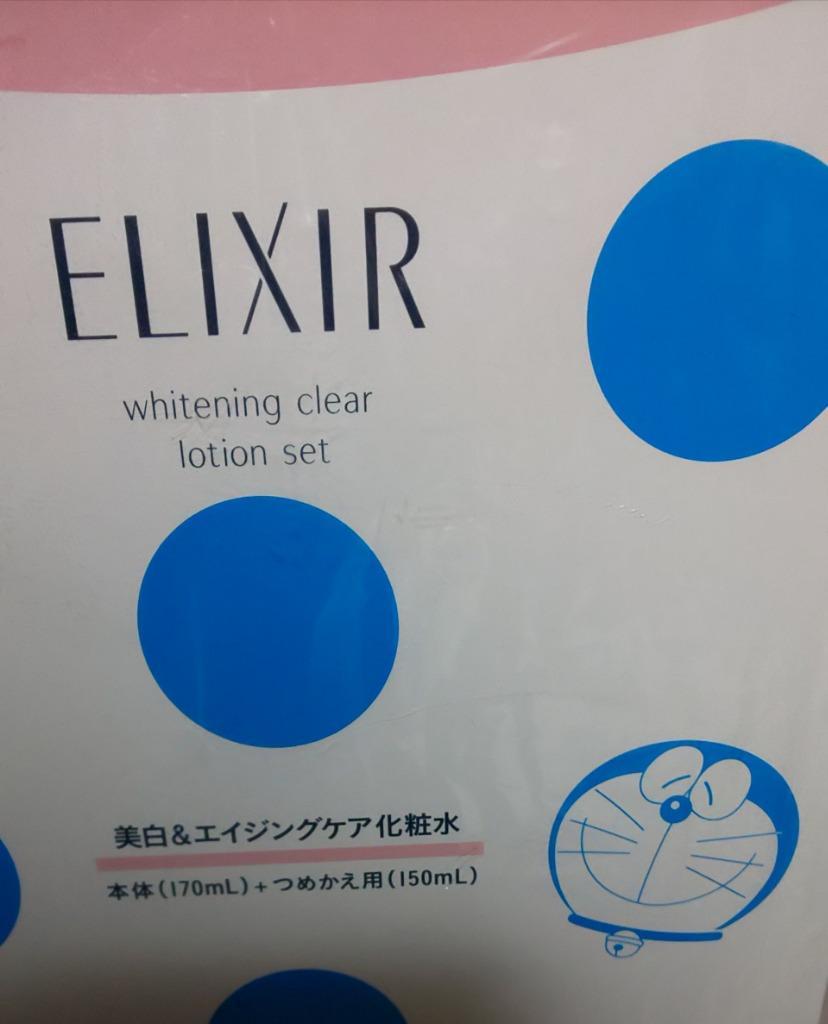 ELIXIR
whitening clear
lotion set
美白&エイジングケア化粧水
本体(170mL)+つめかえ用(150mL)